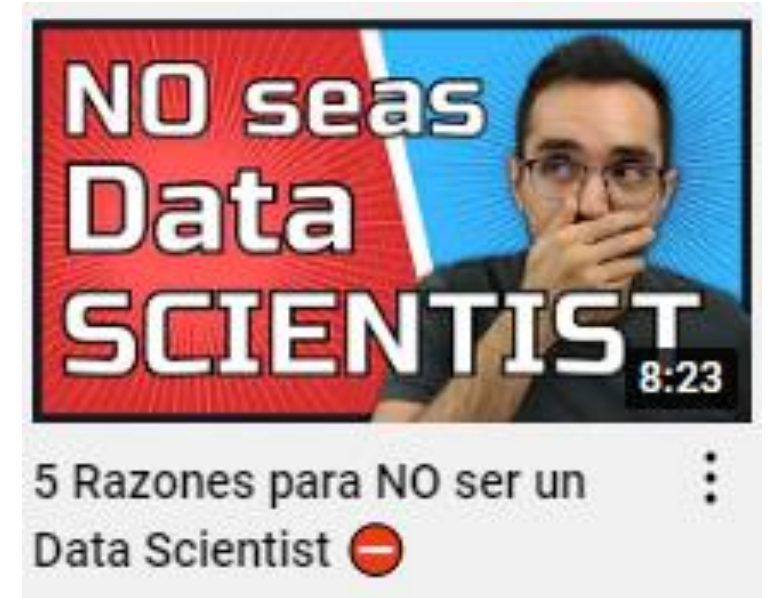 NO seas
Data
SCIENTIST
8:23
5 Razones para NO ser un
Data Scientist ⛔